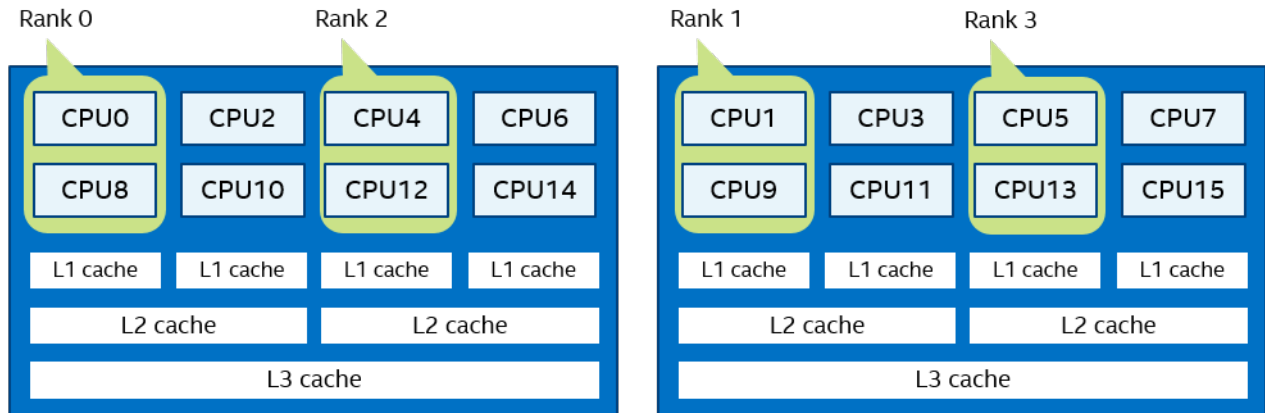 Rank 0 Rank 2 Rank 1 Rank 3
CPU0 CPU2 CPU4 CPU6 CPU1 CPU3 CPU5 CPU7
CPU8 CPU10 CPU12 CPU14 CPU9 CPU11 CPU13 CPU15
L1 cache L1 cache L1 cache L1 cache L1 cache L1 cache L1 cache L1 cache
L2 cache L2 cache L2 cache L2 cache
L3 cache L3 cache